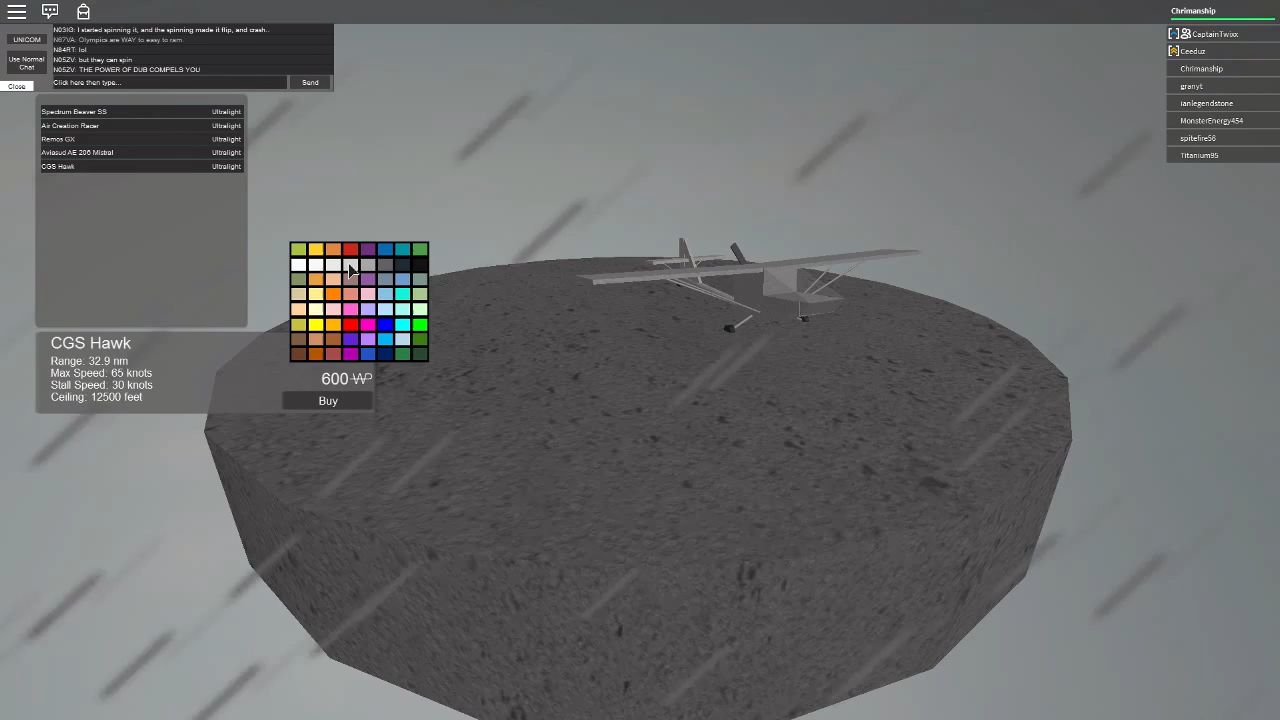 Chrimanship
N03IG: I started spinning it, and the spinning made it flip, and crash..
N67VA: Olympics are WAY to easy to ram.
N84RT: lol
N05ZV: but they can spin
N05ZV: THE POWER OF DUB COMPELS YOU
UNICOM
Use Normal
Chat
Click here then type...
Send
Close
CaptainTwixx
Ceeduz
Chrimanship
granyt
ianlegendstone
MonsterEnergy454
spitefire56
Titanium95
Spectrum Beaver SS Ultralight
Air Creation Racer Ultralight
Remos GX Ultralight
Aviasud AE 206 Mistral Ultralight
CGS Hawk Ultralight
CGS Hawk
Range: 32.9 nm
Max Speed: 65 knots
Stall Speed: 30 knots
Ceiling: 12500 feet
600 WP
Buy